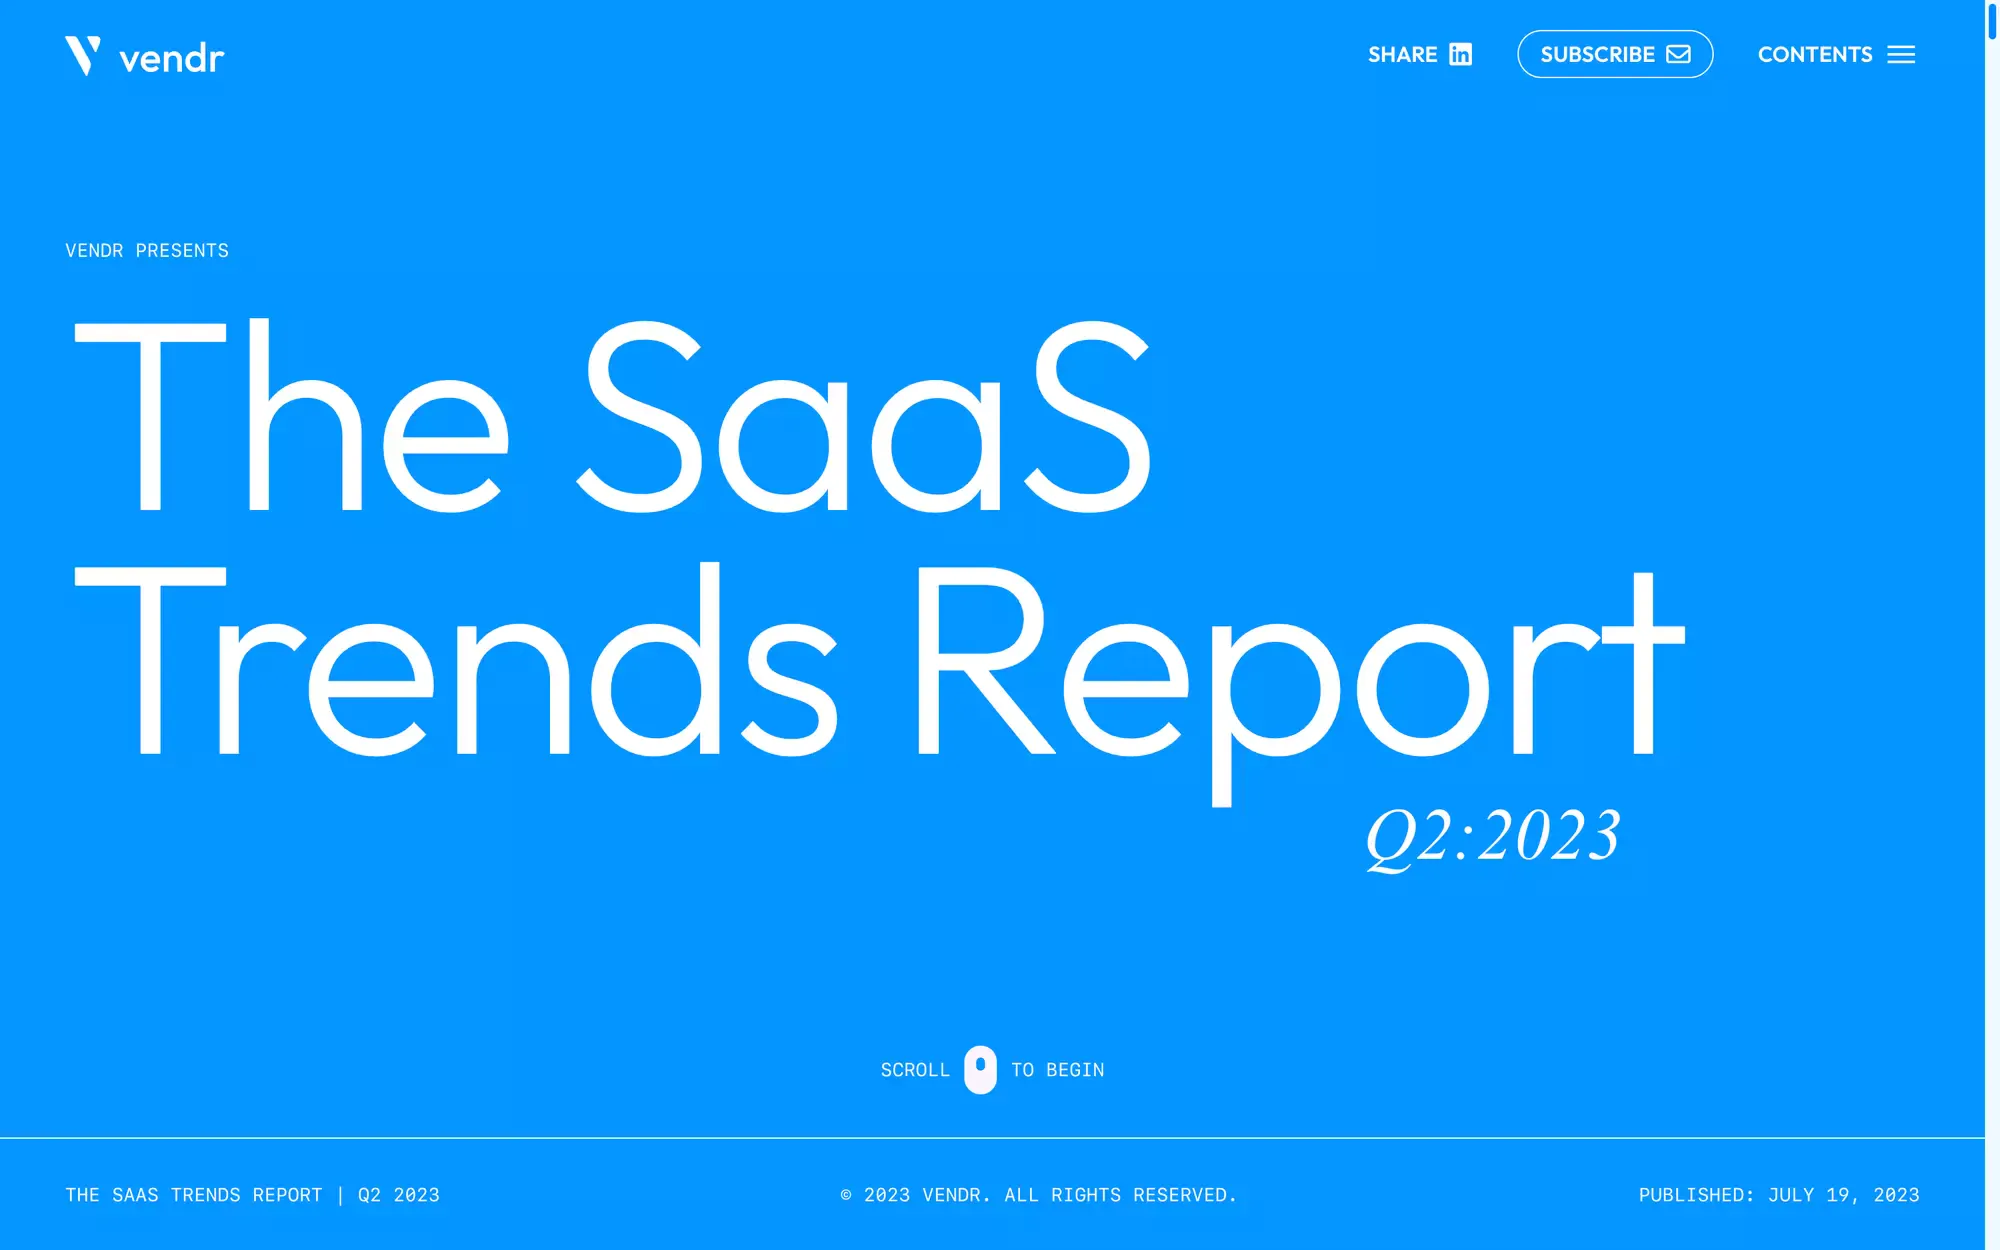 vendr
SHARE
SUBSCRIBE
CONTENTS
VENDR PRESENTS
The SaaS
Trends Report
Q2:2023
SCROLL TO BEGIN
THE SAAS TRENDS REPORT | Q2 2023
© 2023 VENDR. ALL RIGHTS RESERVED.
PUBLISHED: JULY 19, 2023